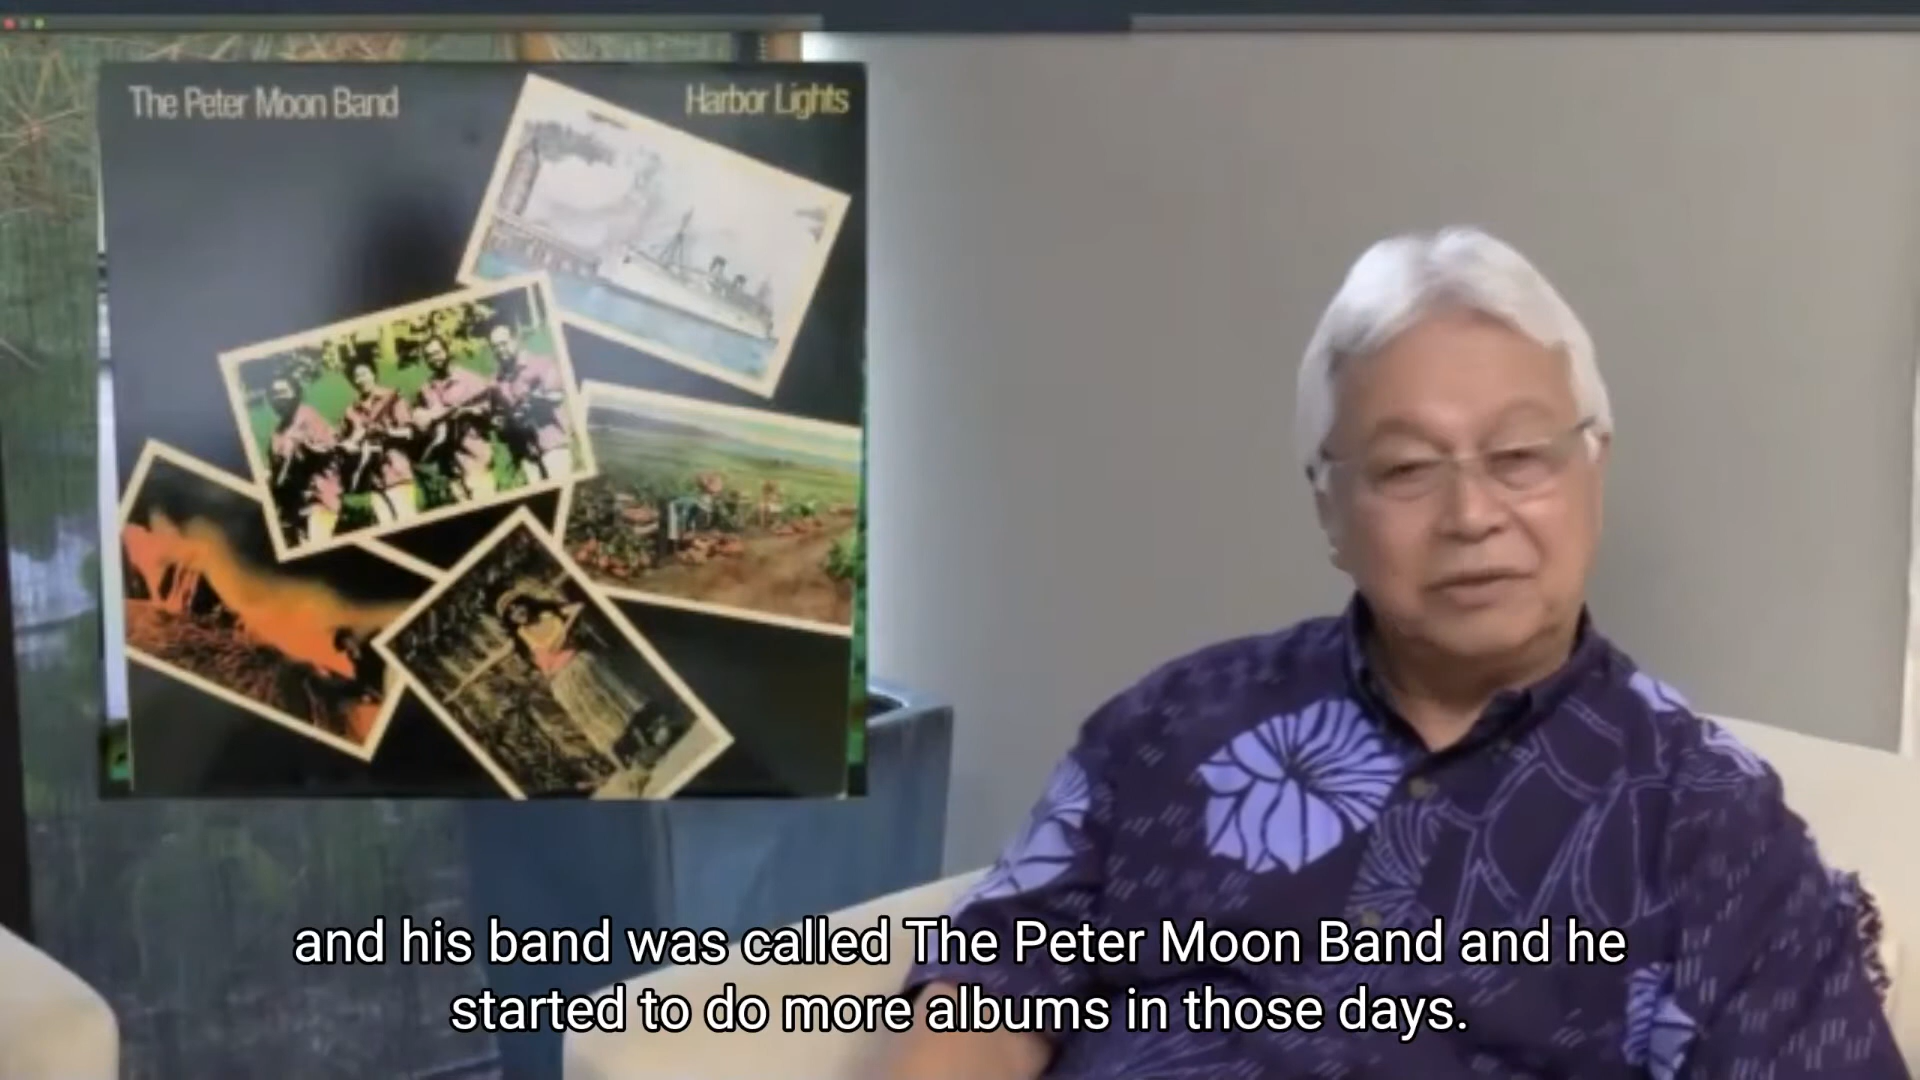 The Peter Moon Band
Harbor Lights
and his band was called The Peter Moon Band and he
started to do more albums in those days.